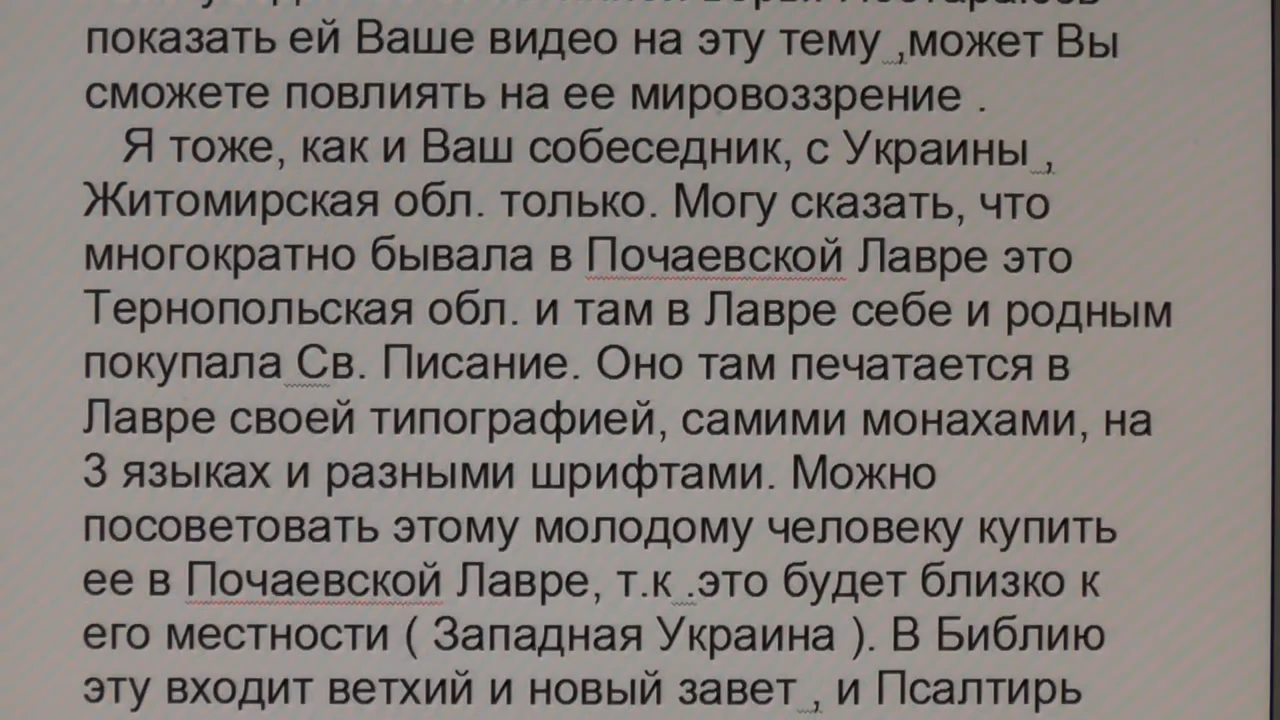 показать ей Ваше видео на эту тему ,может Вы
сможете повлиять на ее мировоззрение .
Я тоже, как и Ваш собеседник, с Украины ,
Житомирская обл. только. Могу сказать, что
многократно бывала в Почаевской Лавре это
Тернопольская обл. и там в Лавре себе и родным
покупала Св. Писание. Оно там печатается в
Лавре своей типографией, самими монахами, на
3 языках и разными шрифтами. Можно
посоветовать этому молодому человеку купить
ее в Почаевской Лавре, т.к .это будет близко к
его местности ( Западная Украина ). В Библию
эту входит ветхий и новый завет , и Псалтирь